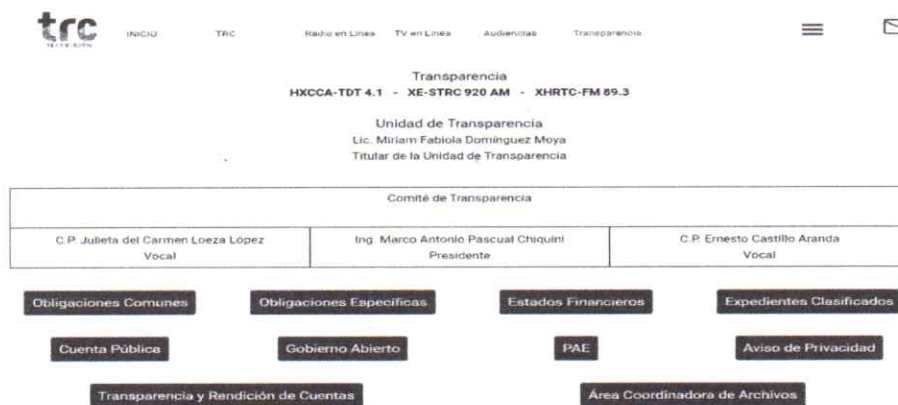 trc
INICIO TRC Radio en Línea TV en Línea Audiencias Transparencia
Transparencia
HXCCA-TDT 4.1 - XE-STRC 920 AM - XHRTC-FM 89.3
Unidad de Transparencia
Lic. Miriam Fabiola Domínguez Moya
Titular de la Unidad de Transparencia
Comité de Transparencia
C.P. Julieta del Carmen Loeza López
Vocal
Ing. Marco Antonio Pascual Chiquini
Presidente
C.P. Ernesto Castillo Aranda
Vocal
Obligaciones Comunes Obligaciones Específicas Estados Financieros Expedientes Clasificados
Cuenta Pública Gobierno Abierto PAE Aviso de Privacidad
Transparencia y Rendición de Cuentas Área Coordinadora de Archivos